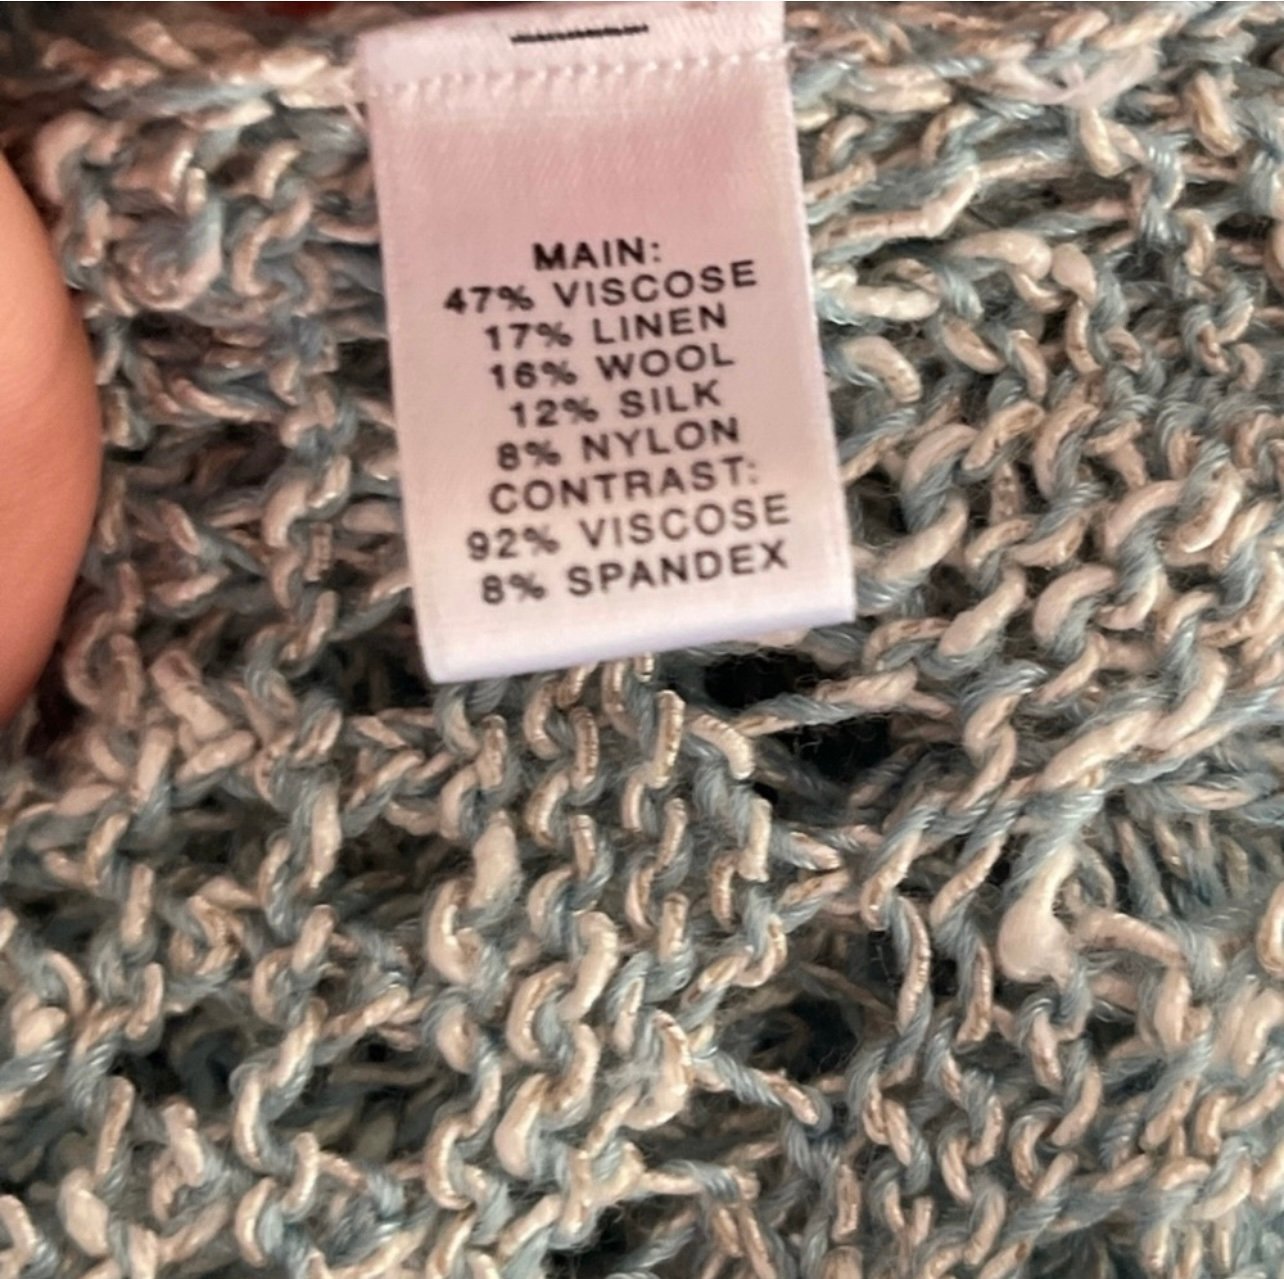 MAIN:
47% VISCOSE
17% LINEN
16% WOOL
12% SILK
8% NYLON
CONTRAST:
92% VISCOSE
8% SPANDEX